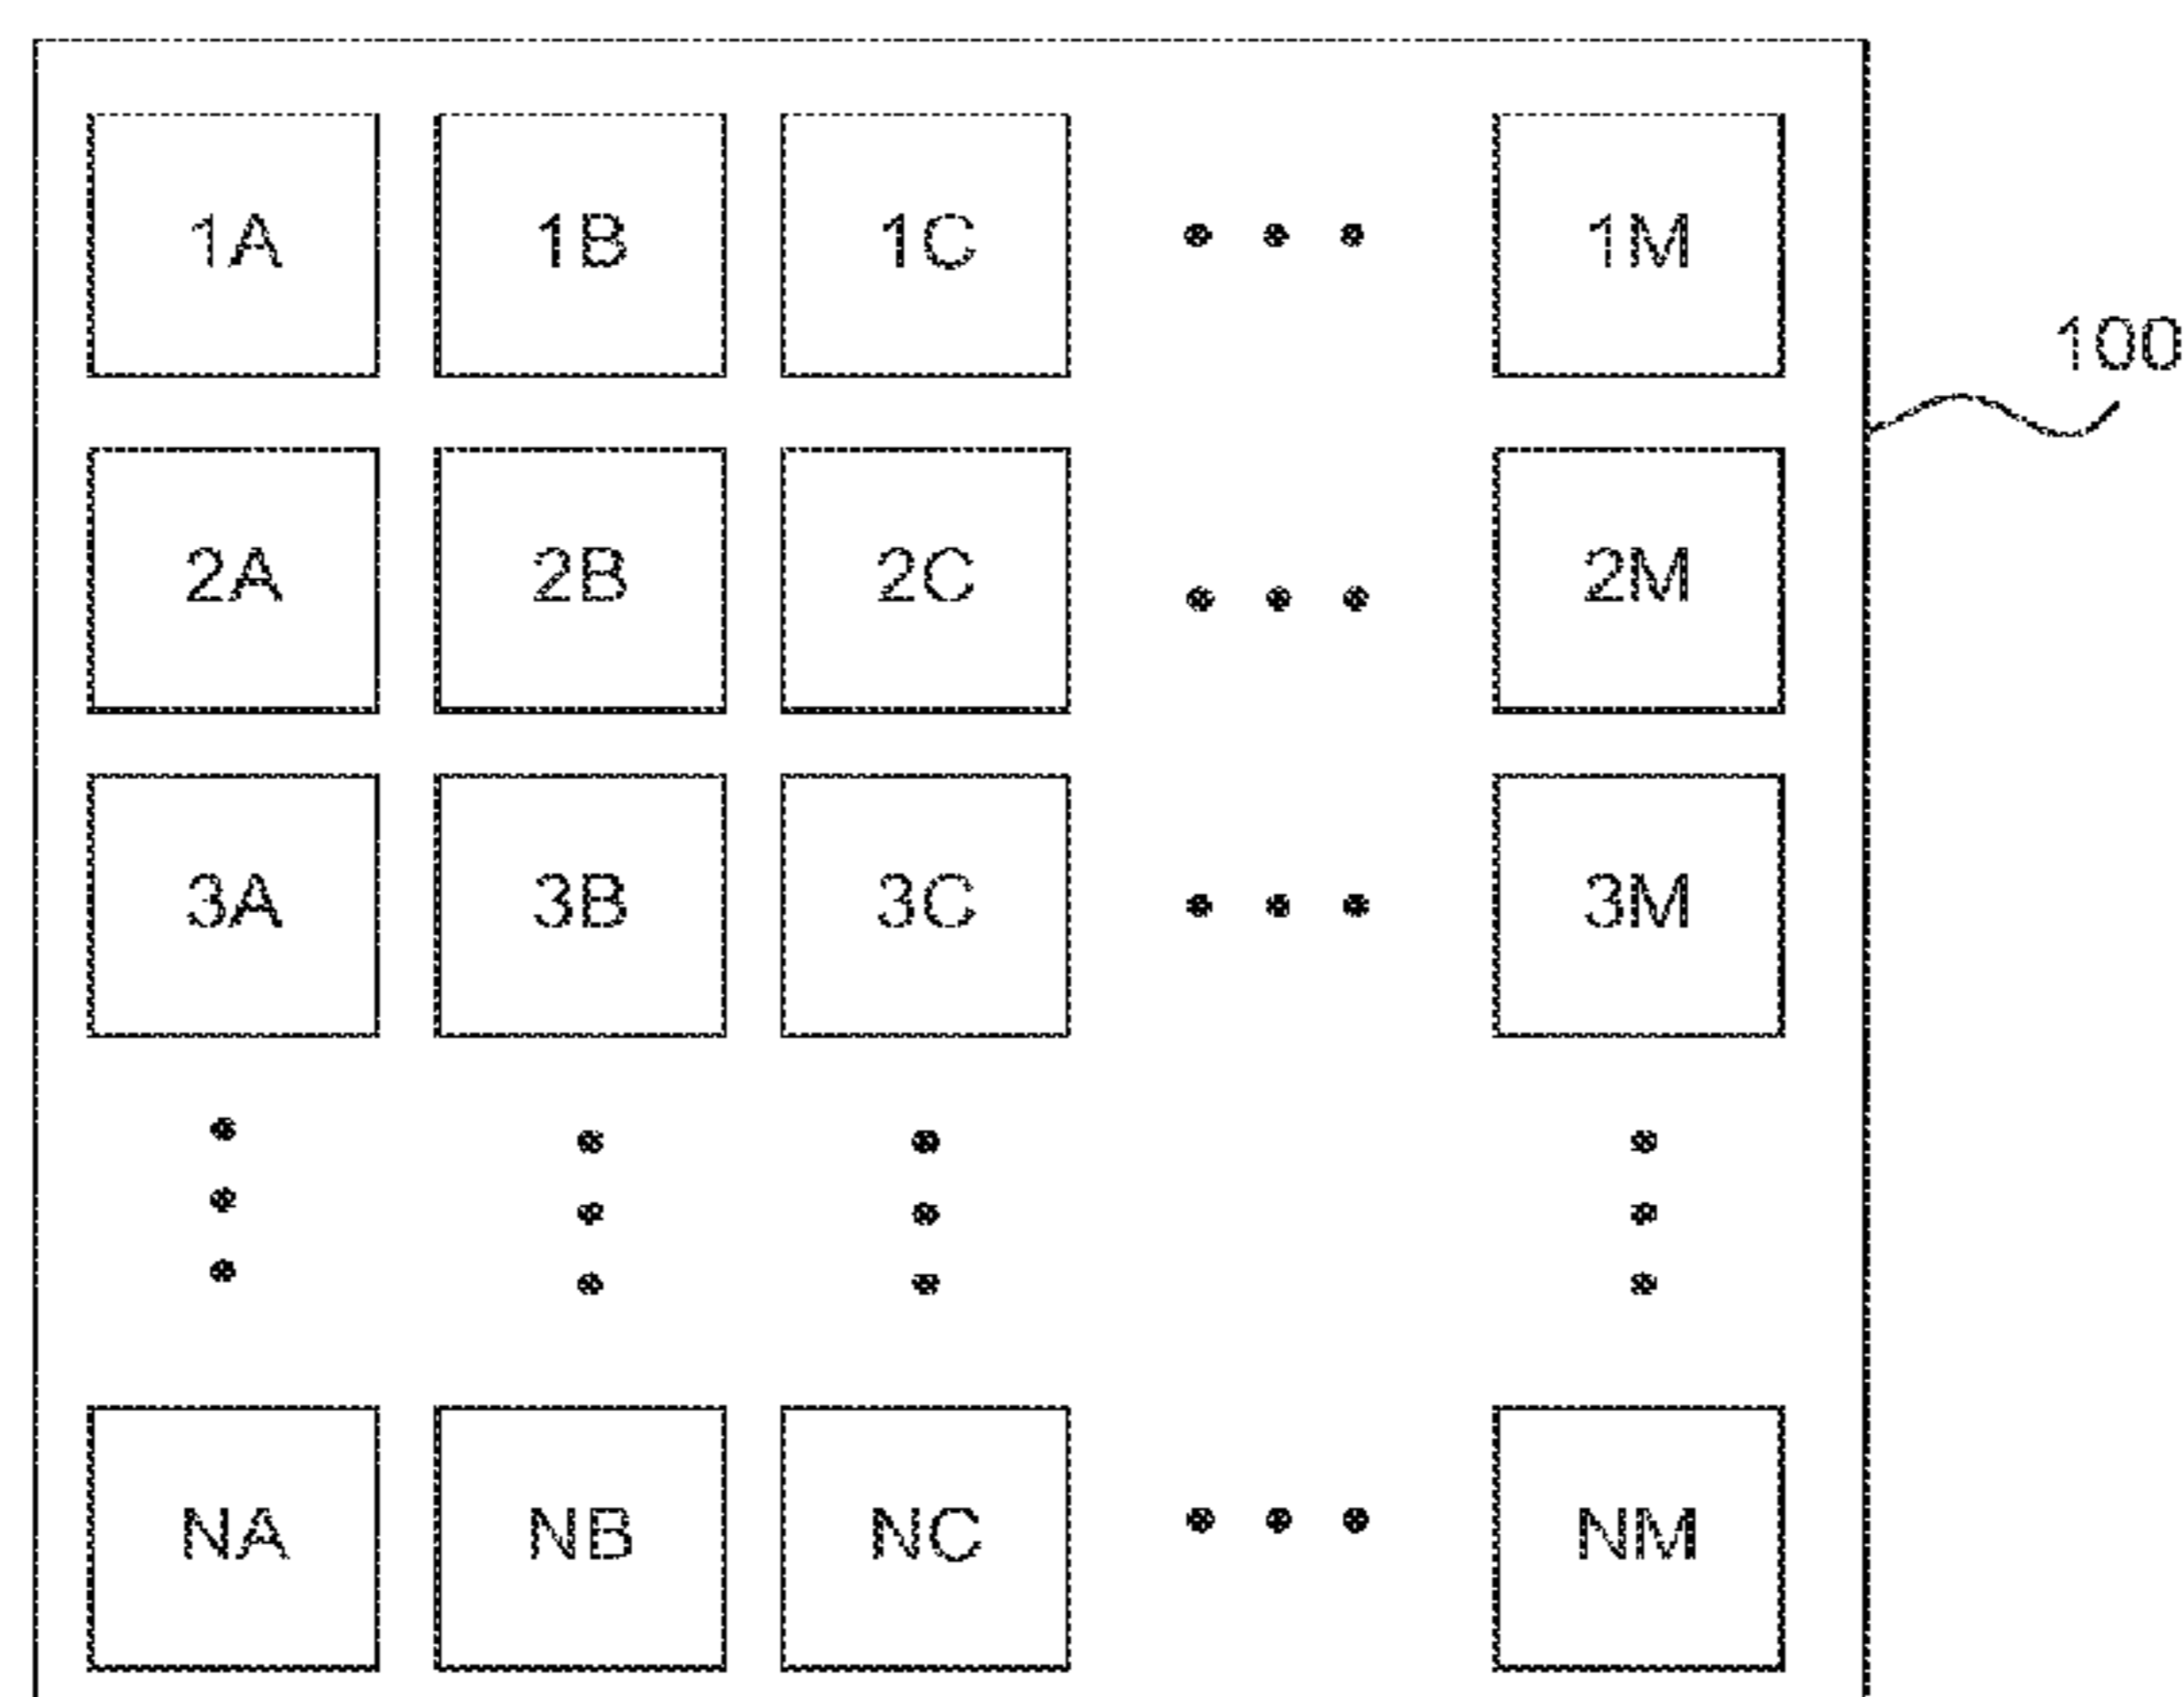 1A 1B 1C • • • 1M
100
2A 2B 2C • • • 2M
3A 3B 3C • • • 3M
NA NB NC • • • NM